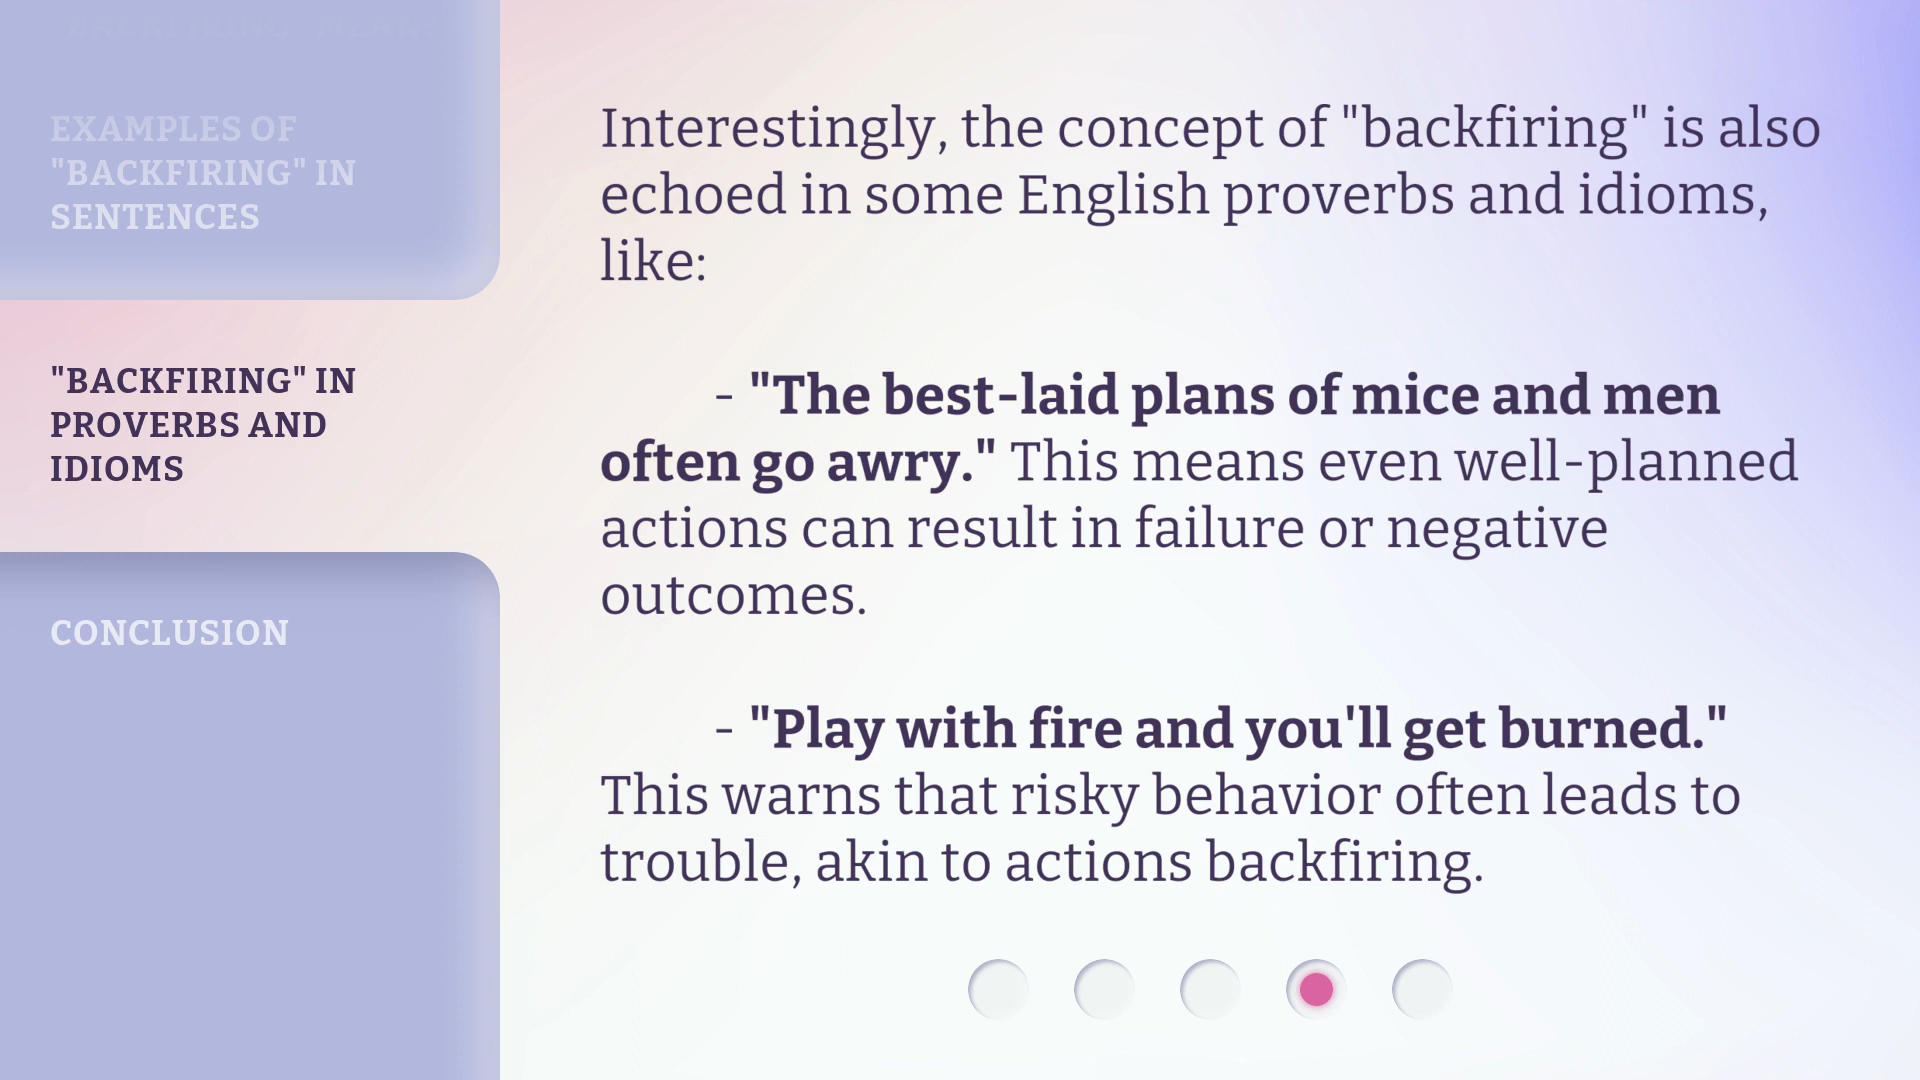 EXAMPLES OF
"BACKFIRING" IN
SENTENCES
"BACKFIRING" IN
PROVERBS AND
IDIOMS
CONCLUSION
Interestingly, the concept of "backfiring" is also
echoed in some English proverbs and idioms,
like:
- "The best-laid plans of mice and men
often go awry." This means even well-planned
actions can result in failure or negative
outcomes.
- "Play with fire and you'll get burned."
This warns that risky behavior often leads to
trouble, akin to actions backfiring.